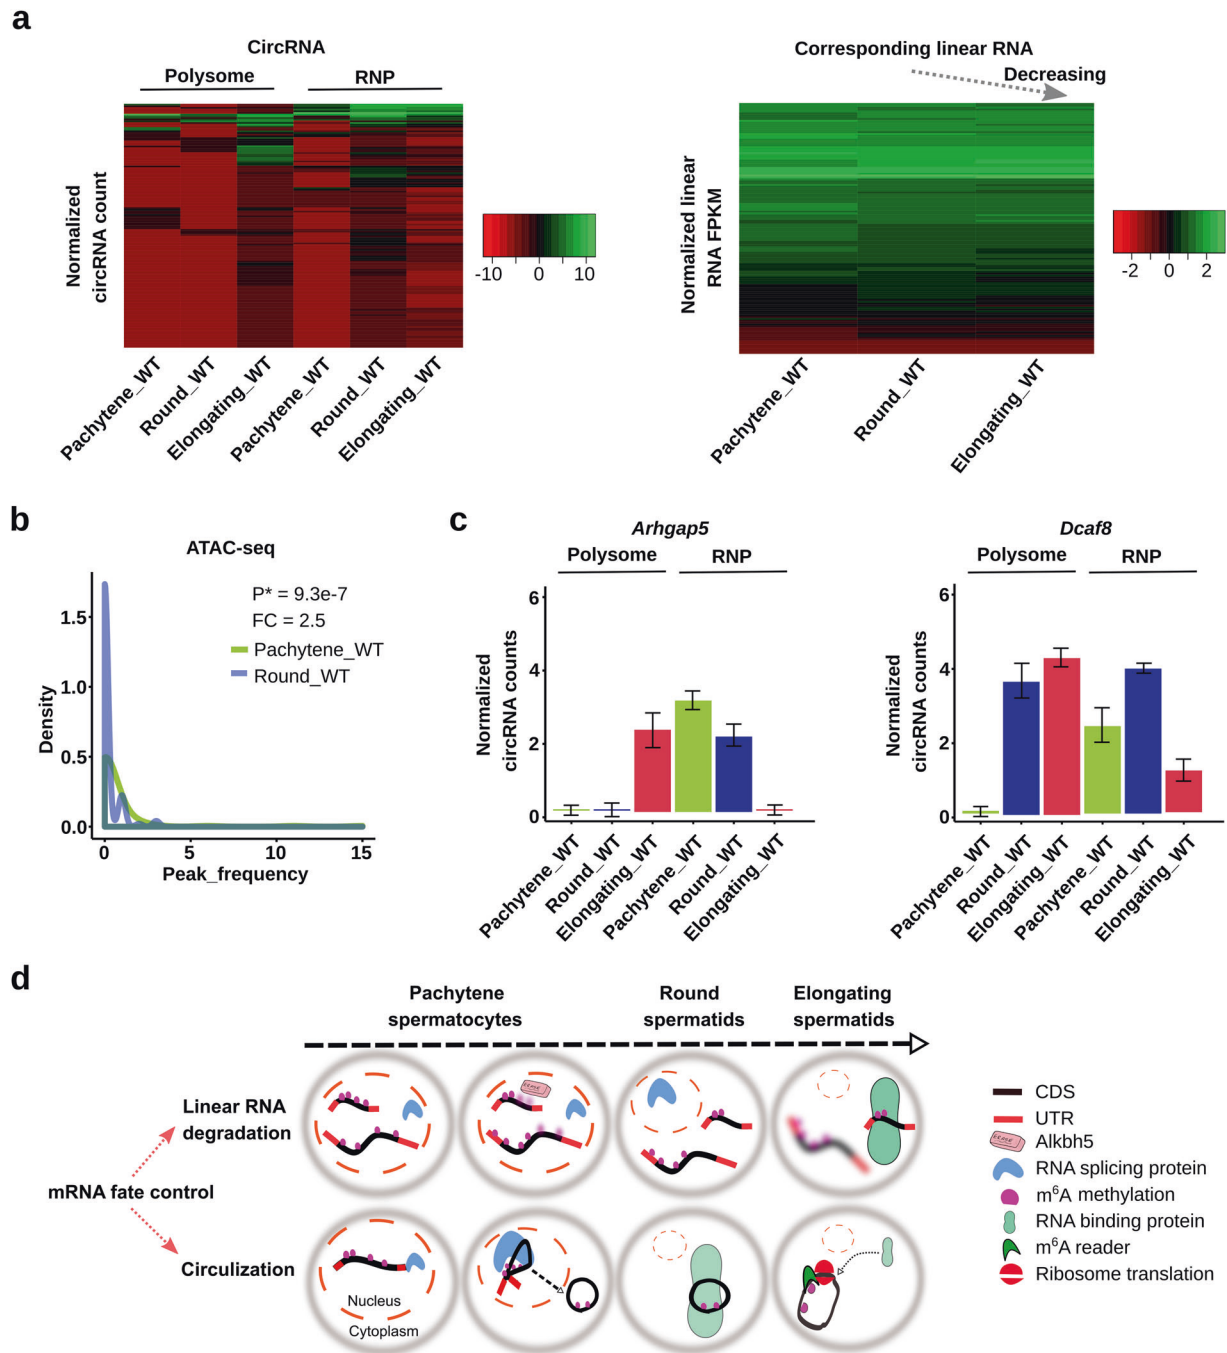 a
CircRNA
Polysome
RNP
Normalized
circRNA count
-10
0
10
Pachytene_WT
Round_WT
Elongating_WT
Pachytene_WT
Round_WT
Elongating_WT
Corresponding linear RNA
Decreasing
Normalized linear
RNA FPKM
-2
0
2
Pachytene_WT
Round_WT
Elongating_WT
b
ATAC-seq
P* = 9.3e-7
FC = 2.5
Pachytene_WT
Round_WT
Density
1.5
1.0
0.5
0.0
0
5
10
15
Peak_frequency
c
Arhgap5
Polysome
RNP
Normalized
circRNA counts
6
4
2
0
Pachytene_WT
Round_WT
Elongating_WT
Pachytene_WT
Round_WT
Elongating_WT
Dcaf8
Polysome
RNP
Normalized
circRNA counts
6
4
2
0
Pachytene_WT
Round_WT
Elongating_WT
Pachytene_WT
Round_WT
Elongating_WT
d
Pachytene
spermatocytes
Round
spermatids
Elongating
spermatids
Linear RNA
degradation
mRNA fate control
Circulization
Nucleus
Cytoplasm
CDS
UTR
Alkbh5
RNA splicing protein
m⁶A methylation
RNA binding protein
m⁶A reader
Ribosome translation